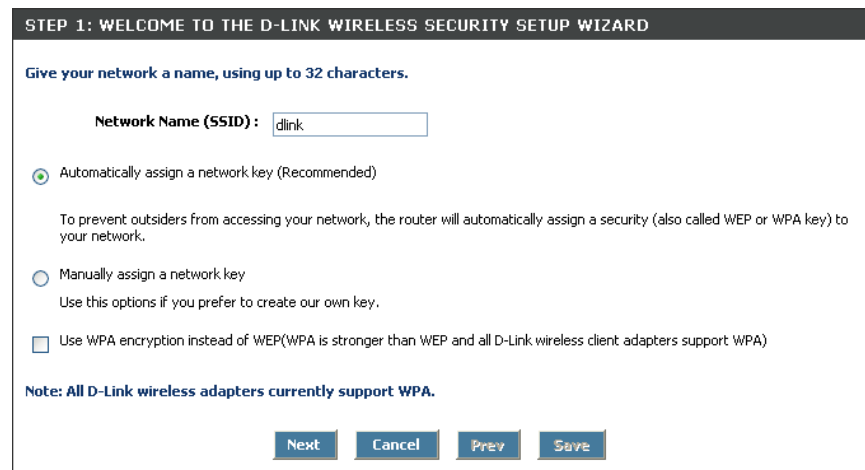 STEP 1: WELCOME TO THE D-LINK WIRELESS SECURITY SETUP WIZARD
Give your network a name, using up to 32 characters.
Network Name (SSID) : dlink
Automatically assign a network key (Recommended)
To prevent outsiders from accessing your network, the router will automatically assign a security (also called WEP or WPA key) to
your network.
Manually assign a network key
Use this options if you prefer to create our own key.
Use WPA encryption instead of WEP(WPA is stronger than WEP and all D-Link wireless client adapters support WPA)
Note: All D-Link wireless adapters currently support WPA.
Next Cancel Prev Save